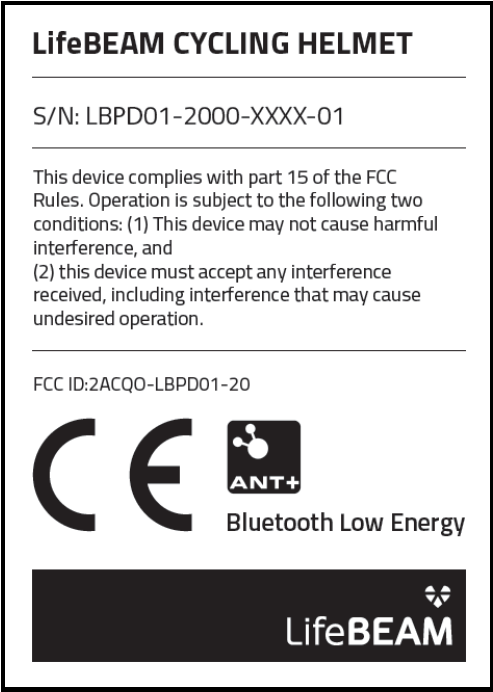 LifeBEAM CYCLING HELMET
S/N: LBPD01-2000-XXXX-01
This device complies with part 15 of the FCC
Rules. Operation is subject to the following two
conditions: (1) This device may not cause harmful
interference, and
(2) this device must accept any interference
received, including interference that may cause
undesired operation.
FCC ID:2ACQO-LBPD01-20
CE
ANT+
Bluetooth Low Energy
LifeBEAM